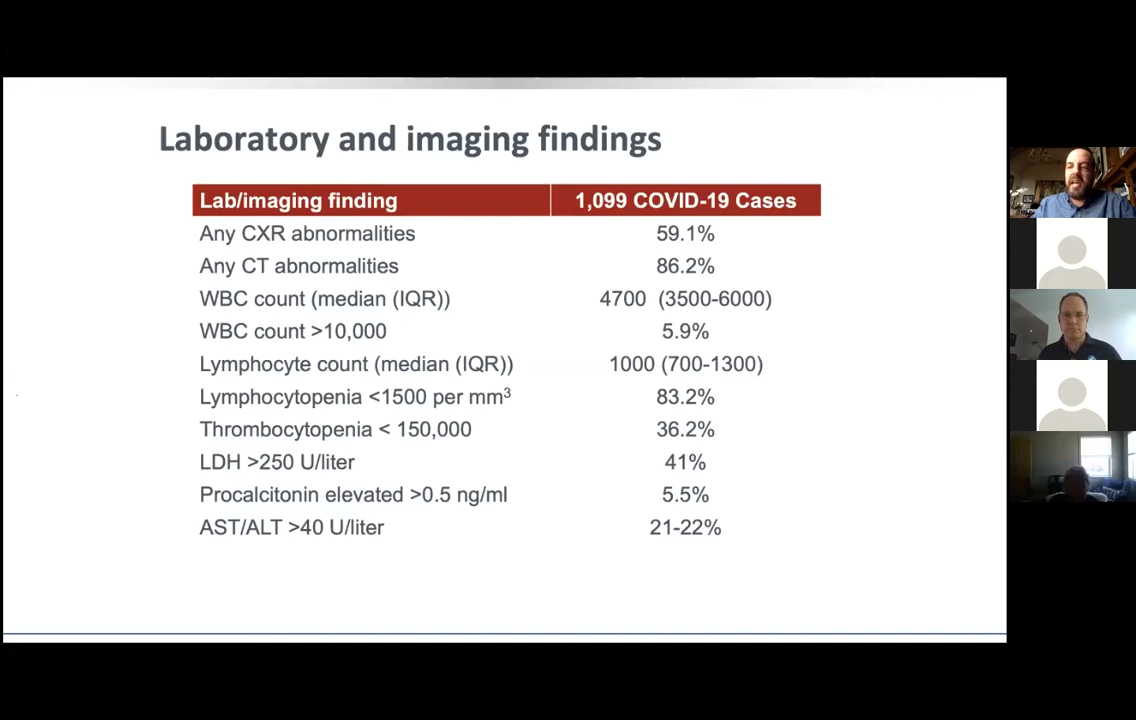 Laboratory and imaging findings
Lab/imaging finding 1,099 COVID-19 Cases
Any CXR abnormalities 59.1%
Any CT abnormalities 86.2%
WBC count (median (IQR)) 4700 (3500-6000)
WBC count >10,000 5.9%
Lymphocyte count (median (IQR)) 1000 (700-1300)
Lymphocytopenia <1500 per mm³ 83.2%
Thrombocytopenia < 150,000 36.2%
LDH >250 U/liter 41%
Procalcitonin elevated >0.5 ng/ml 5.5%
AST/ALT >40 U/liter 21-22%